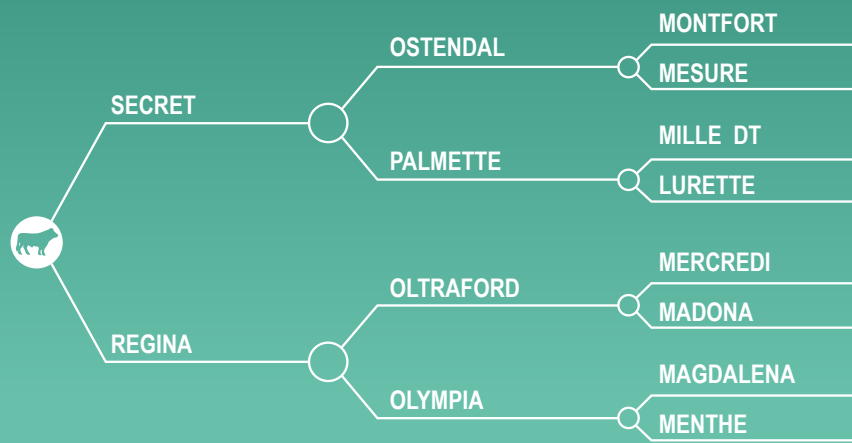 MONTFORT
OSTENDAL
MESURE
SECRET
MILLE DT
PALMETTE
LURETTE
MERCREDI
OLTRAFORD
MADONA
REGINA
MAGDALENA
OLYMPIA
MENTHE